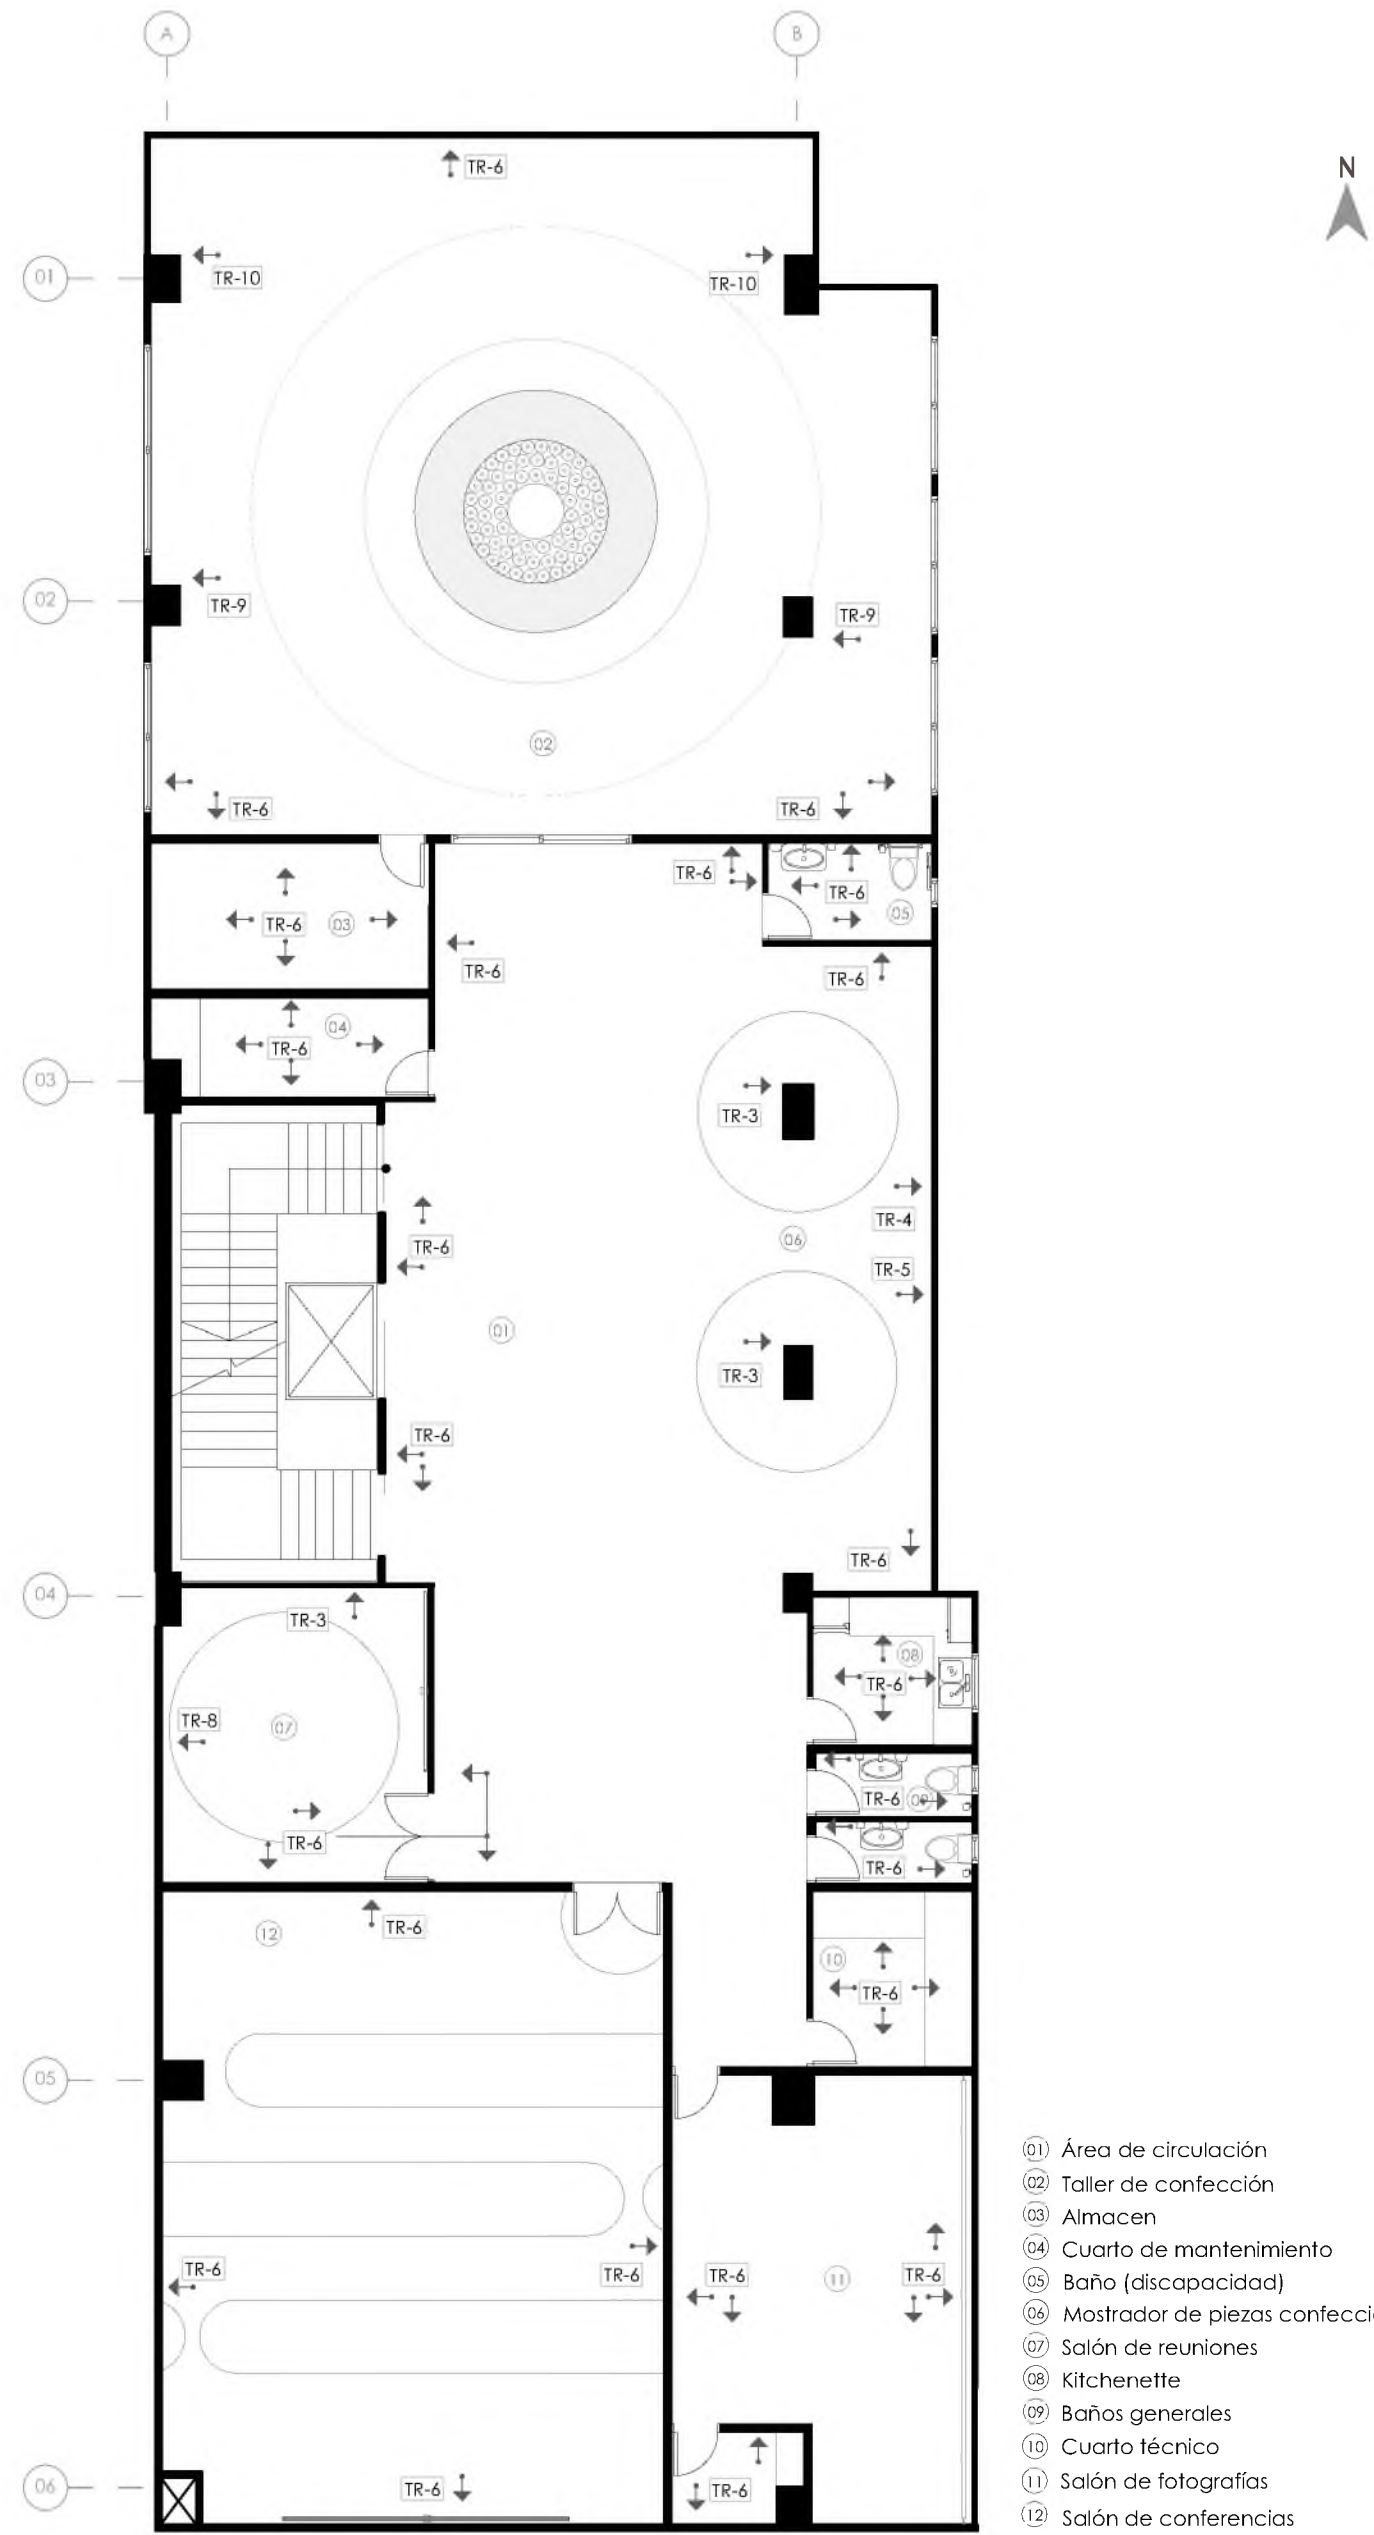 A
B
N
TR-6
01
TR-10
TR-10
02
TR-9
TR-9
02
TR-6
TR-6
TR-6
TR-6
05
TR-6
03
TR-6
TR-6
04
TR-6
03
TR-3
TR-4
06
TR-6
TR-5
01
TR-3
TR-6
TR-6
04
TR-3
08
TR-6
TR-8
07
TR-6
09
TR-6
TR-6
12
TR-6
10
TR-6
05
01 Área de circulación
02 Taller de confección
03 Almacen
04 Cuarto de mantenimiento
05 Baño (discapacidad)
06 Mostrador de piezas confecci
07 Salón de reuniones
08 Kitchenette
09 Baños generales
10 Cuarto técnico
11 Salón de fotografías
12 Salón de conferencias
TR-6
TR-6
TR-6
11
TR-6
06
TR-6
TR-6